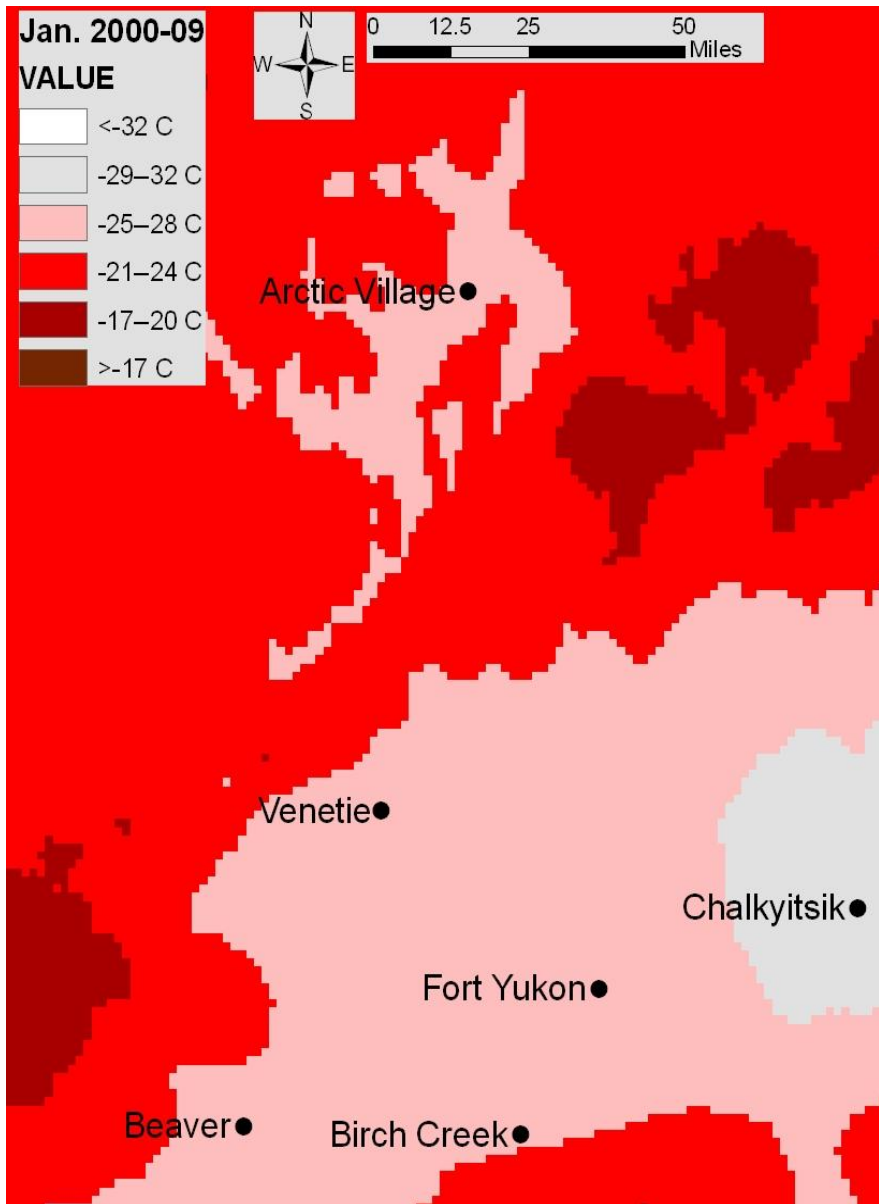 Jan. 2000-09
VALUE
<-32 C
-29–32 C
-25–28 C
-21–24 C
-17–20 C
>-17 C
N
W E
S
0 12.5 25 50
Miles
Arctic Village
Venetie
Chalkyitsik
Fort Yukon
Beaver
Birch Creek